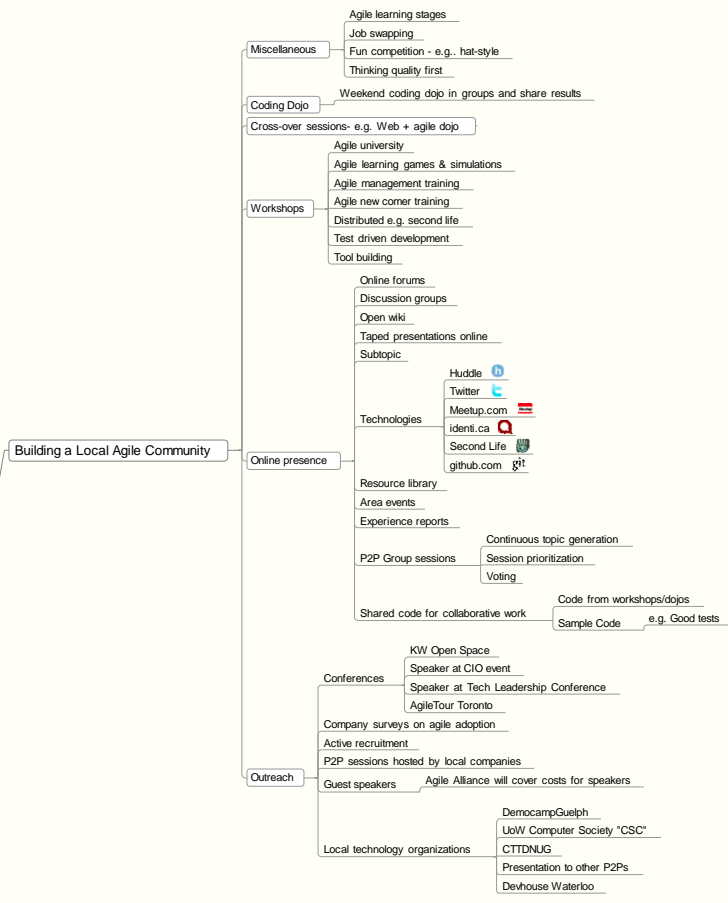 Agile learning stages
Job swapping
Miscellaneous
Fun competition - e.g.. hat-style
Thinking quality first
Weekend coding dojo in groups and share results
Coding Dojo
Cross-over sessions- e.g. Web + agile dojo
Agile university
Agile learning games & simulations
Agile management training
Workshops
Agile new comer training
Distributed e.g. second life
Test driven development
Tool building
Online forums
Discussion groups
Open wiki
Taped presentations online
Subtopic
Huddle h
Twitter t
Meetup.com
Technologies
identi.ca
Second Life
github.com git
Building a Local Agile Community
Online presence
Resource library
Area events
Experience reports
Continuous topic generation
P2P Group sessions
Session prioritization
Voting
Code from workshops/dojos
Shared code for collaborative work
Sample Code
e.g. Good tests
KW Open Space
Speaker at CIO event
Conferences
Speaker at Tech Leadership Conference
AgileTour Toronto
Company surveys on agile adoption
Active recruitment
P2P sessions hosted by local companies
Outreach
Guest speakers
Agile Alliance will cover costs for speakers
DemocampGuelph
UoW Computer Society "CSC"
Local technology organizations
CTTDNUG
Presentation to other P2Ps
Devhouse Waterloo